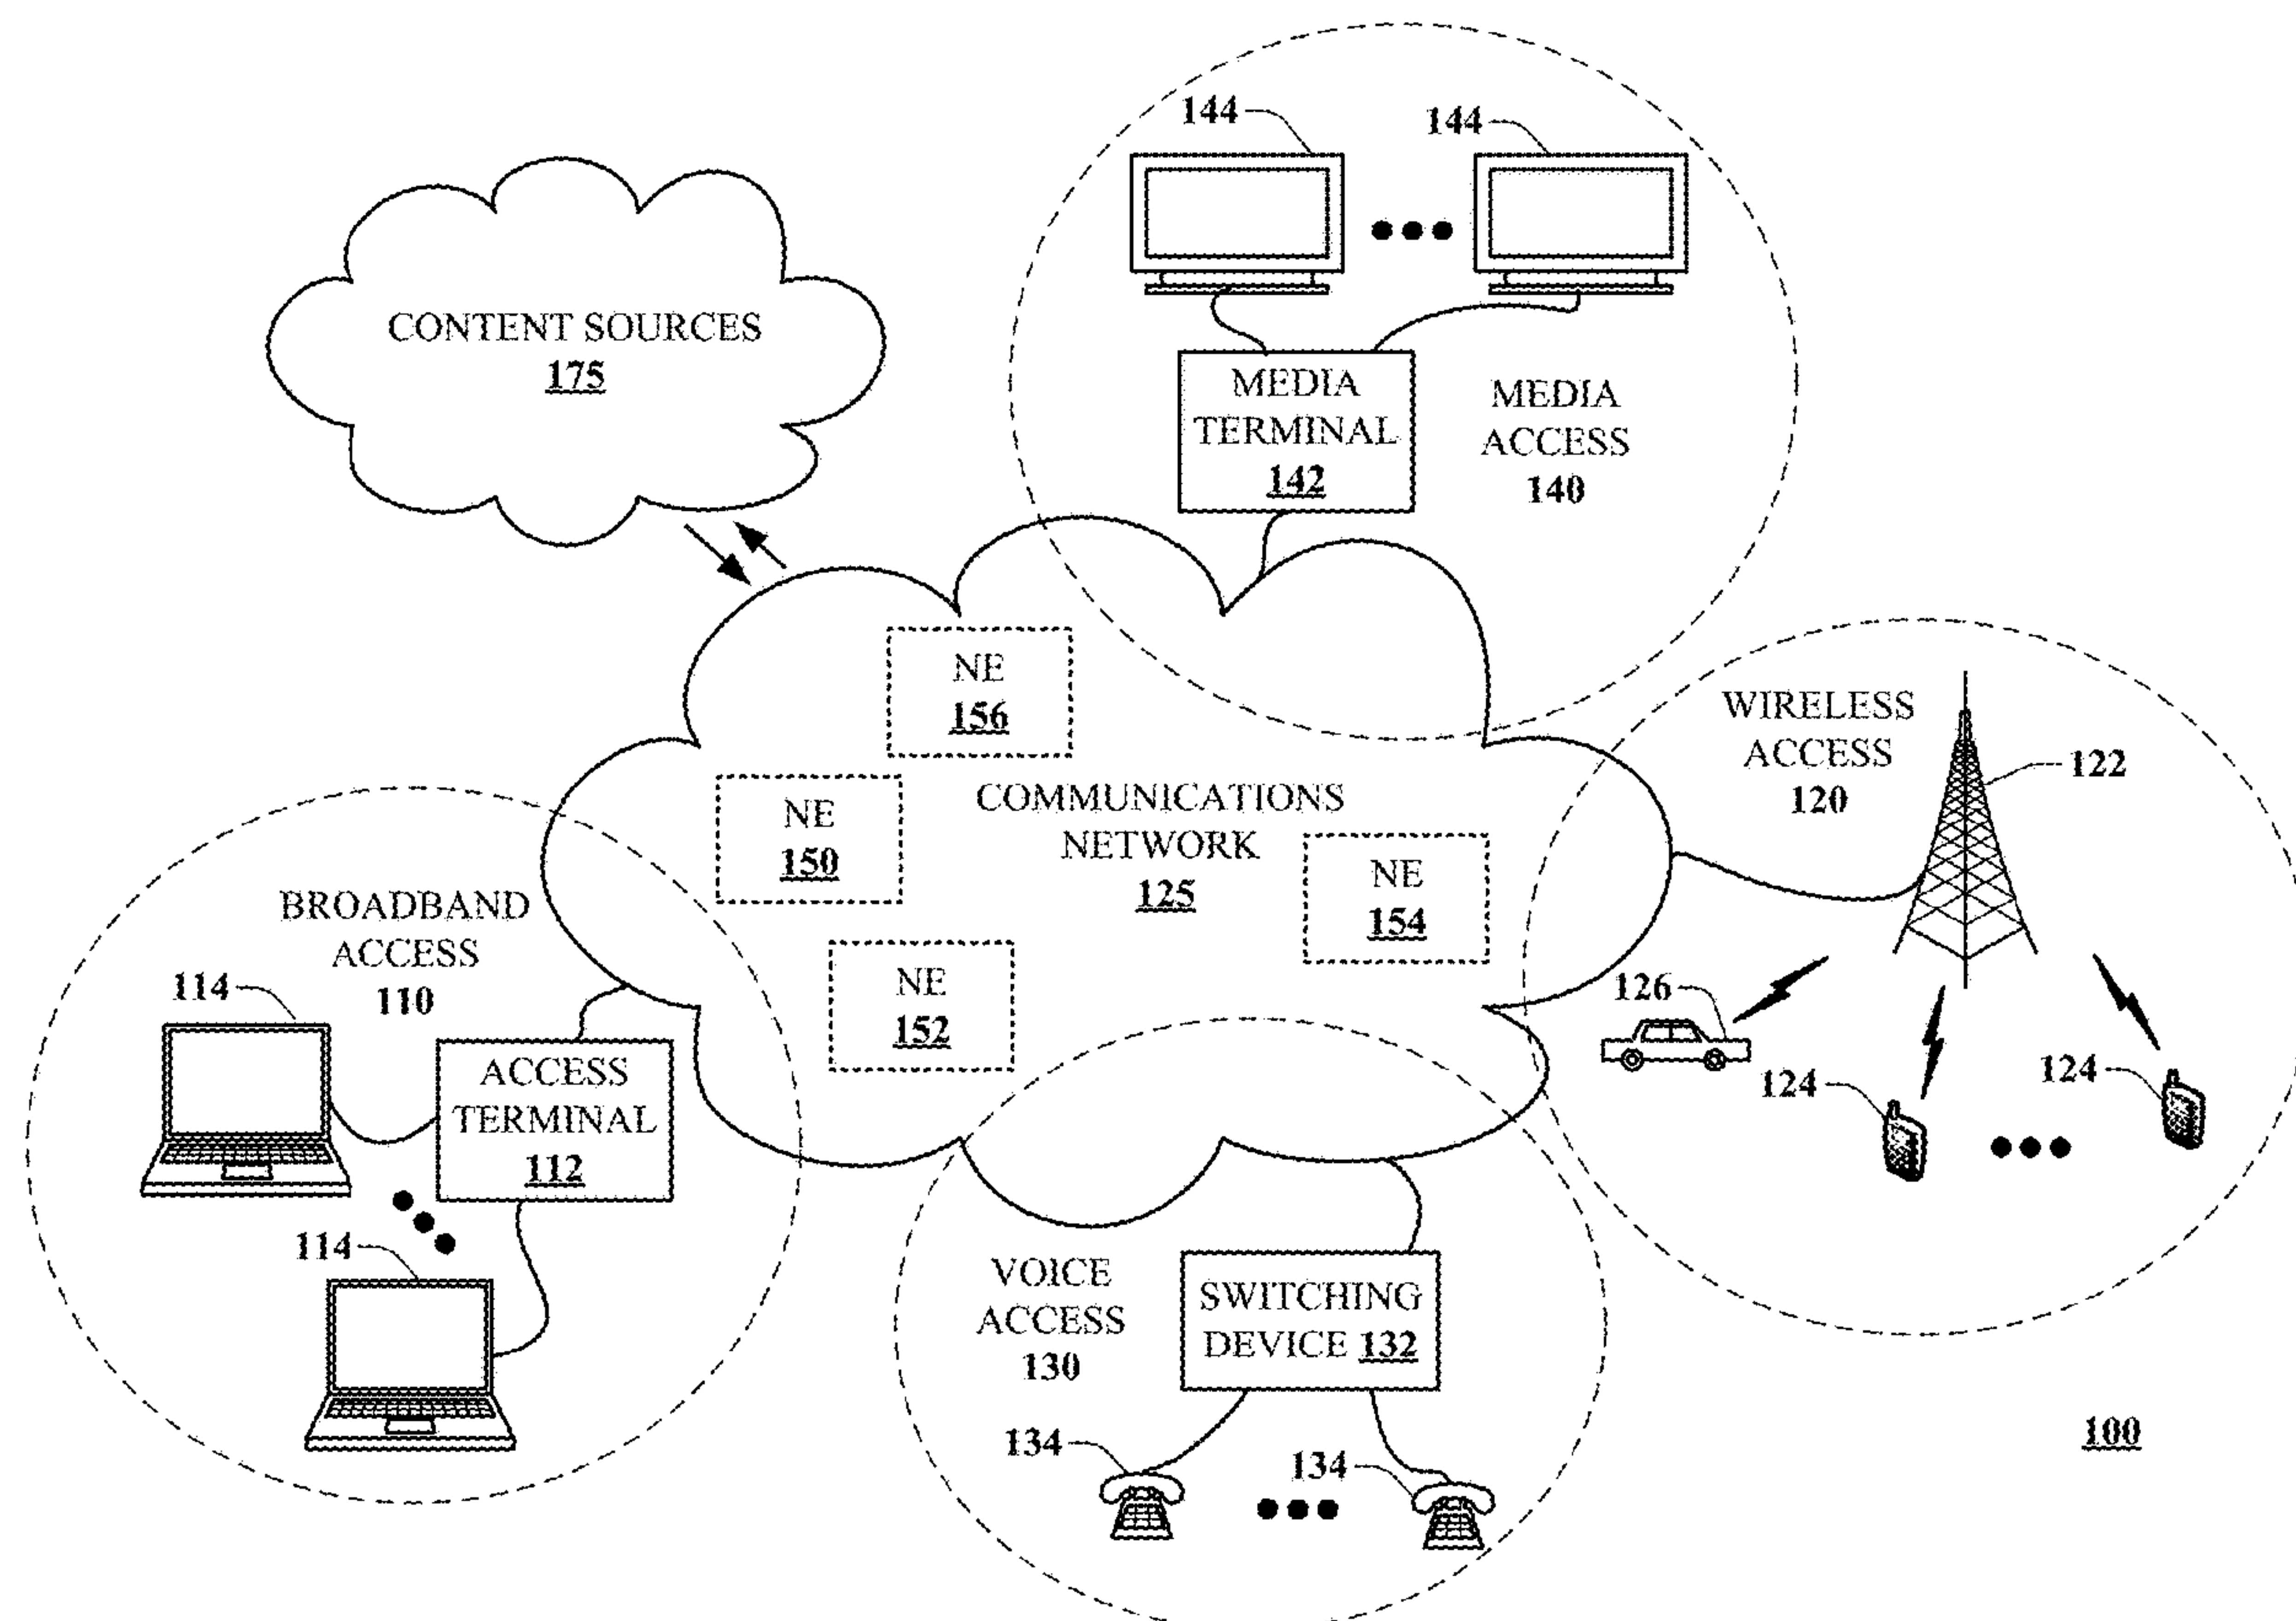 144
144
CONTENT SOURCES
175
MEDIA
TERMINAL
142
MEDIA
ACCESS
140
NE
156
WIRELESS
ACCESS
120
122
NE
150
COMMUNICATIONS
NETWORK
125
NE
154
BROADBAND
ACCESS
110
114
NE
152
126
ACCESS
TERMINAL
112
124
124
114
VOICE
ACCESS
130
SWITCHING
DEVICE 132
134
134
100